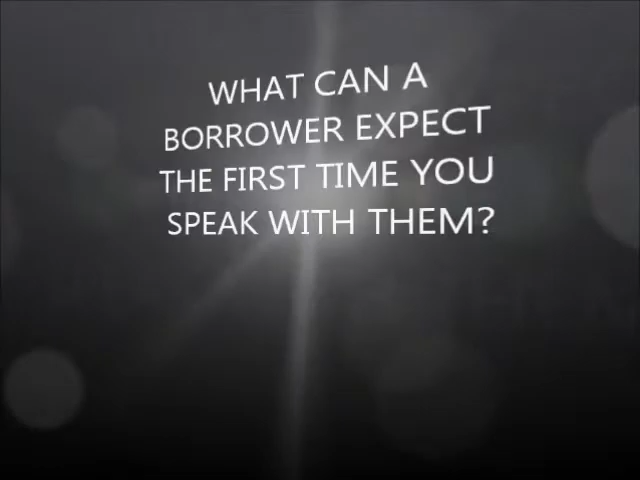 WHAT CAN A
BORROWER EXPECT
THE FIRST TIME YOU
SPEAK WITH THEM?